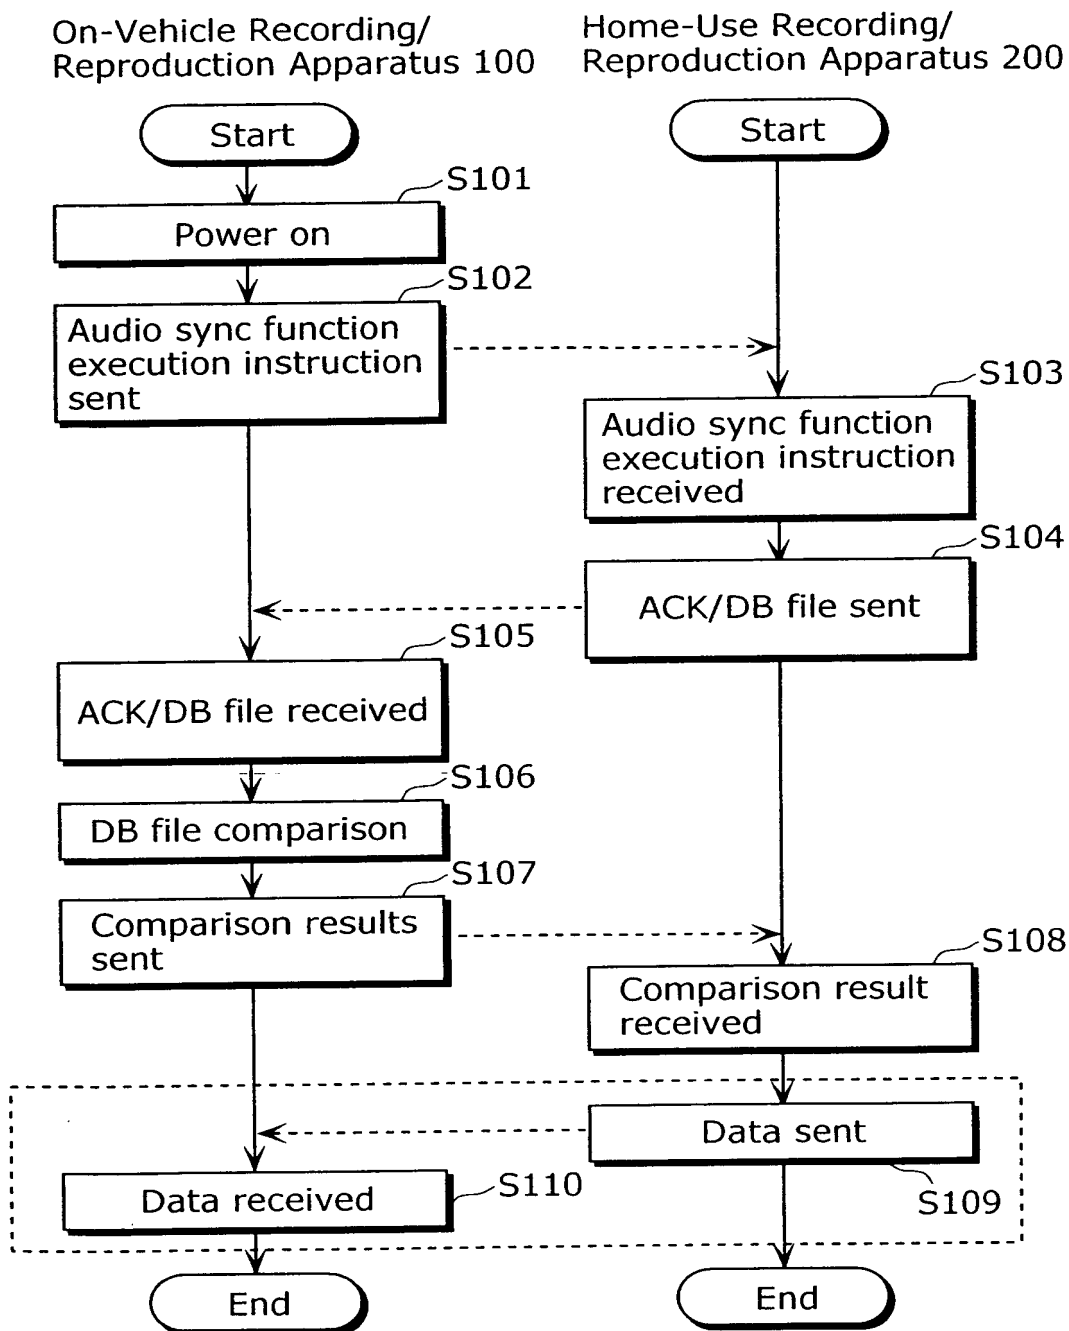 On-Vehicle Recording/
Reproduction Apparatus 100
Home-Use Recording/
Reproduction Apparatus 200
Start
Start
S101
Power on
S102
Audio sync function
execution instruction
sent
S103
Audio sync function
execution instruction
received
S104
ACK/DB file sent
S105
ACK/DB file received
S106
DB file comparison
S107
Comparison results
sent
S108
Comparison result
received
Data sent
S109
Data received
S110
End
End